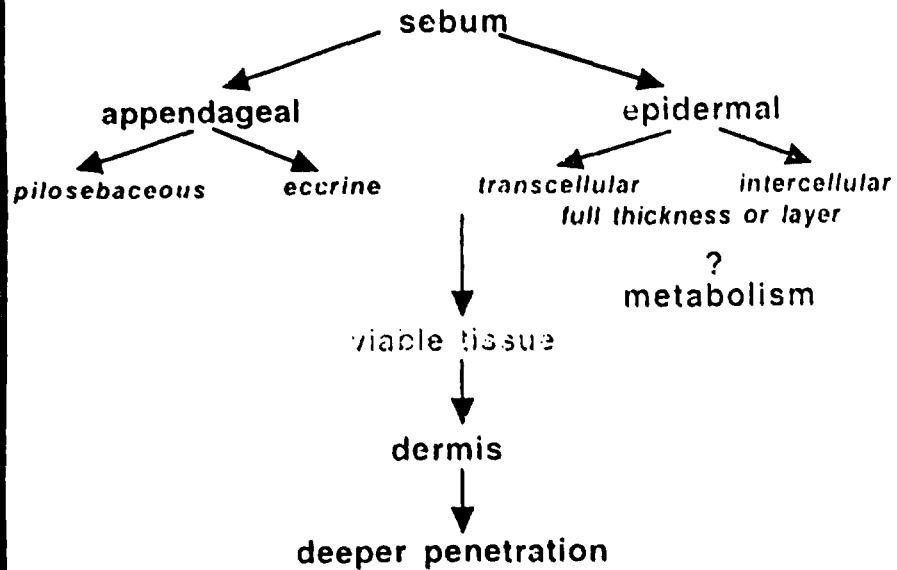 sebum
appendageal epidermal
pilosebaceous eccrine transcellular intercellular
full thickness or layer
?
metabolism
viable tissue
dermis
deeper penetration